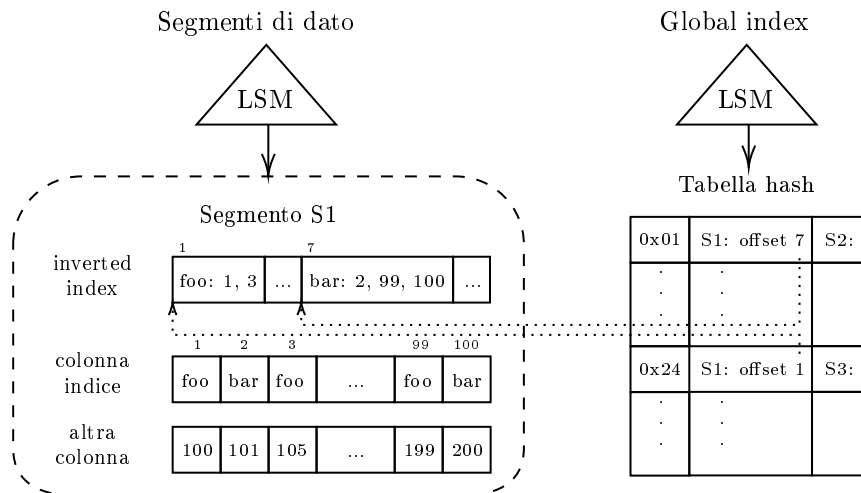 Segmenti di dato
LSM
Segmento S1
inverted
index
1 7
foo: 1, 3 ... bar: 2, 99, 100 ...
colonna
indice
1 2 3 99 100
foo bar foo ... foo bar
altra
colonna
100 101 105 ... 199 200
Global index
LSM
Tabella hash
0x01 S1: offset 7 S2:
0x24 S1: offset 1 S3: